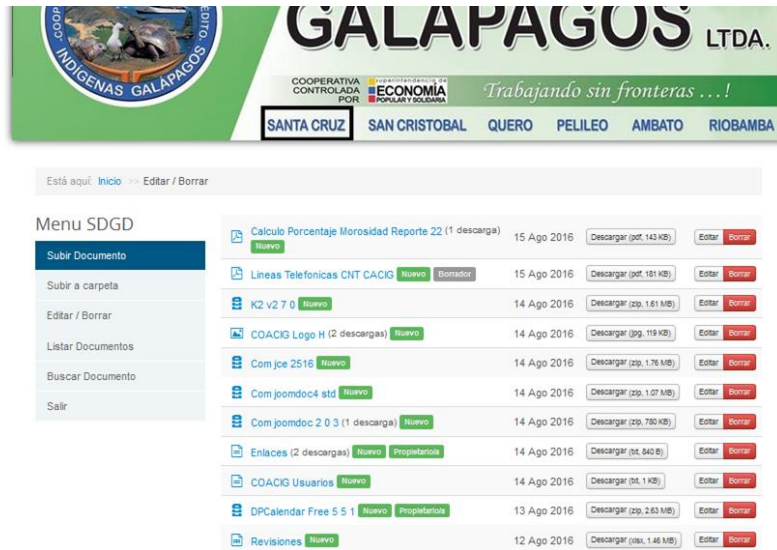 GALÁPAGOS LTDA.
COOP
EDITO.
INDÍGENAS GALÁPAGOS
COOPERATIVA
CONTROLADA
POR
superintendencia de
ECONOMÍA
POPULAR Y SOLIDARIA
Trabajando sin fronteras ...!
SANTA CRUZ SAN CRISTOBAL QUERO PELILEO AMBATO RIOBAMBA
Está aquí: Inicio >> Editar / Borrar
Menu SDGD
Subir Documento
Subir a carpeta
Editar / Borrar
Listar Documentos
Buscar Documento
Salir
Calculo Porcentaje Morosidad Reporte 22 (1 descarga) 15 Ago 2016 Descargar (pdf, 143 KB) Editar Borrar
Nuevo
Lineas Telefonicas CNT CACIG Nuevo Borrador 15 Ago 2016 Descargar (pdf, 181 KB) Editar Borrar
K2 v2 7 0 Nuevo 14 Ago 2016 Descargar (zip, 1.61 MB) Editar Borrar
COACIG Logo H (2 descargas) Nuevo 14 Ago 2016 Descargar (jpg, 119 KB) Editar Borrar
Com jce 2516 Nuevo 14 Ago 2016 Descargar (zip, 1.76 MB) Editar Borrar
Com joomdoc4 std Nuevo 14 Ago 2016 Descargar (zip, 1.07 MB) Editar Borrar
Com joomdoc 2 0 3 (1 descarga) Nuevo 14 Ago 2016 Descargar (zip, 780 KB) Editar Borrar
Enlaces (2 descargas) Nuevo Propietario/a 14 Ago 2016 Descargar (txt, 840 B) Editar Borrar
COACIG Usuarios Nuevo 14 Ago 2016 Descargar (txt, 1 KB) Editar Borrar
DPCalendar Free 5 5 1 Nuevo Propietario/a 13 Ago 2016 Descargar (zip, 2.63 MB) Editar Borrar
Revisiones Nuevo 12 Ago 2016 Descargar (xlsx, 1.46 MB) Editar Borrar